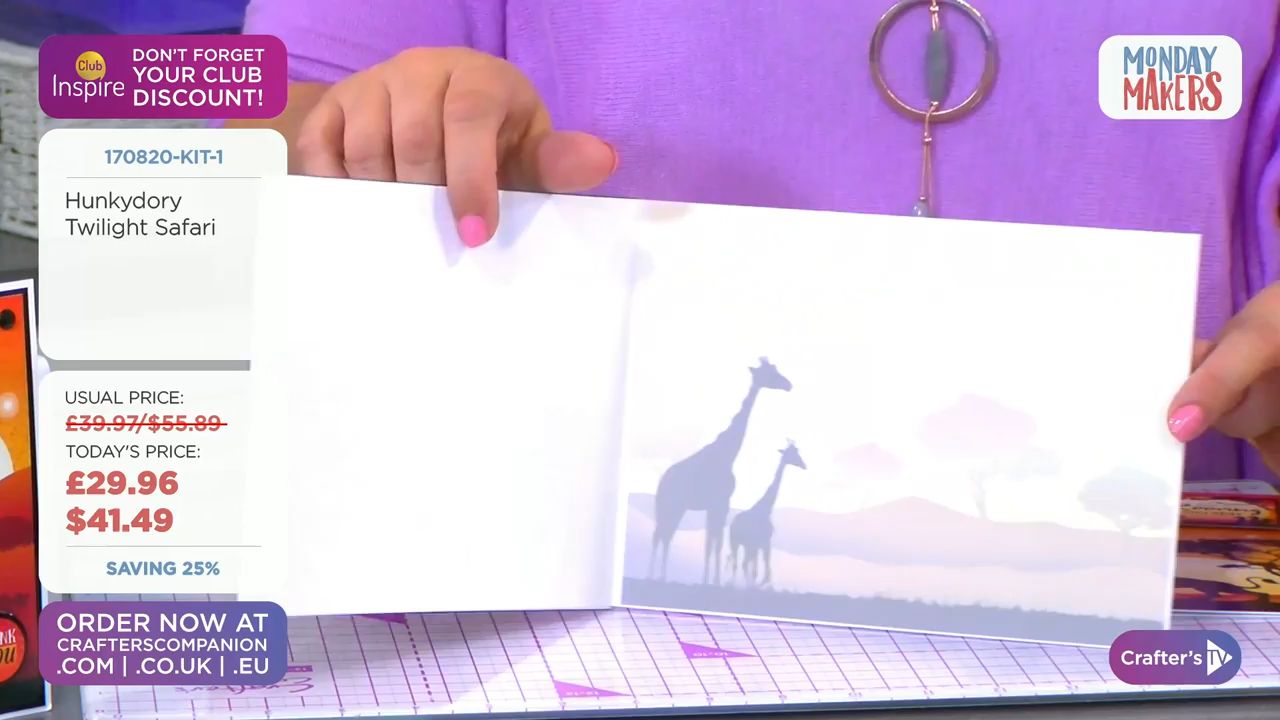 Club
Inspire
DON'T FORGET
YOUR CLUB
DISCOUNT!
MONDAY
MAKERS
170820-KIT-1
Hunkydory
Twilight Safari
USUAL PRICE:
£39.97/$55.89
TODAY'S PRICE:
£29.96
$41.49
SAVING 25%
ORDER NOW AT
CRAFTERSCOMPANION
.COM | .CO.UK | .EU
Crafter's TV